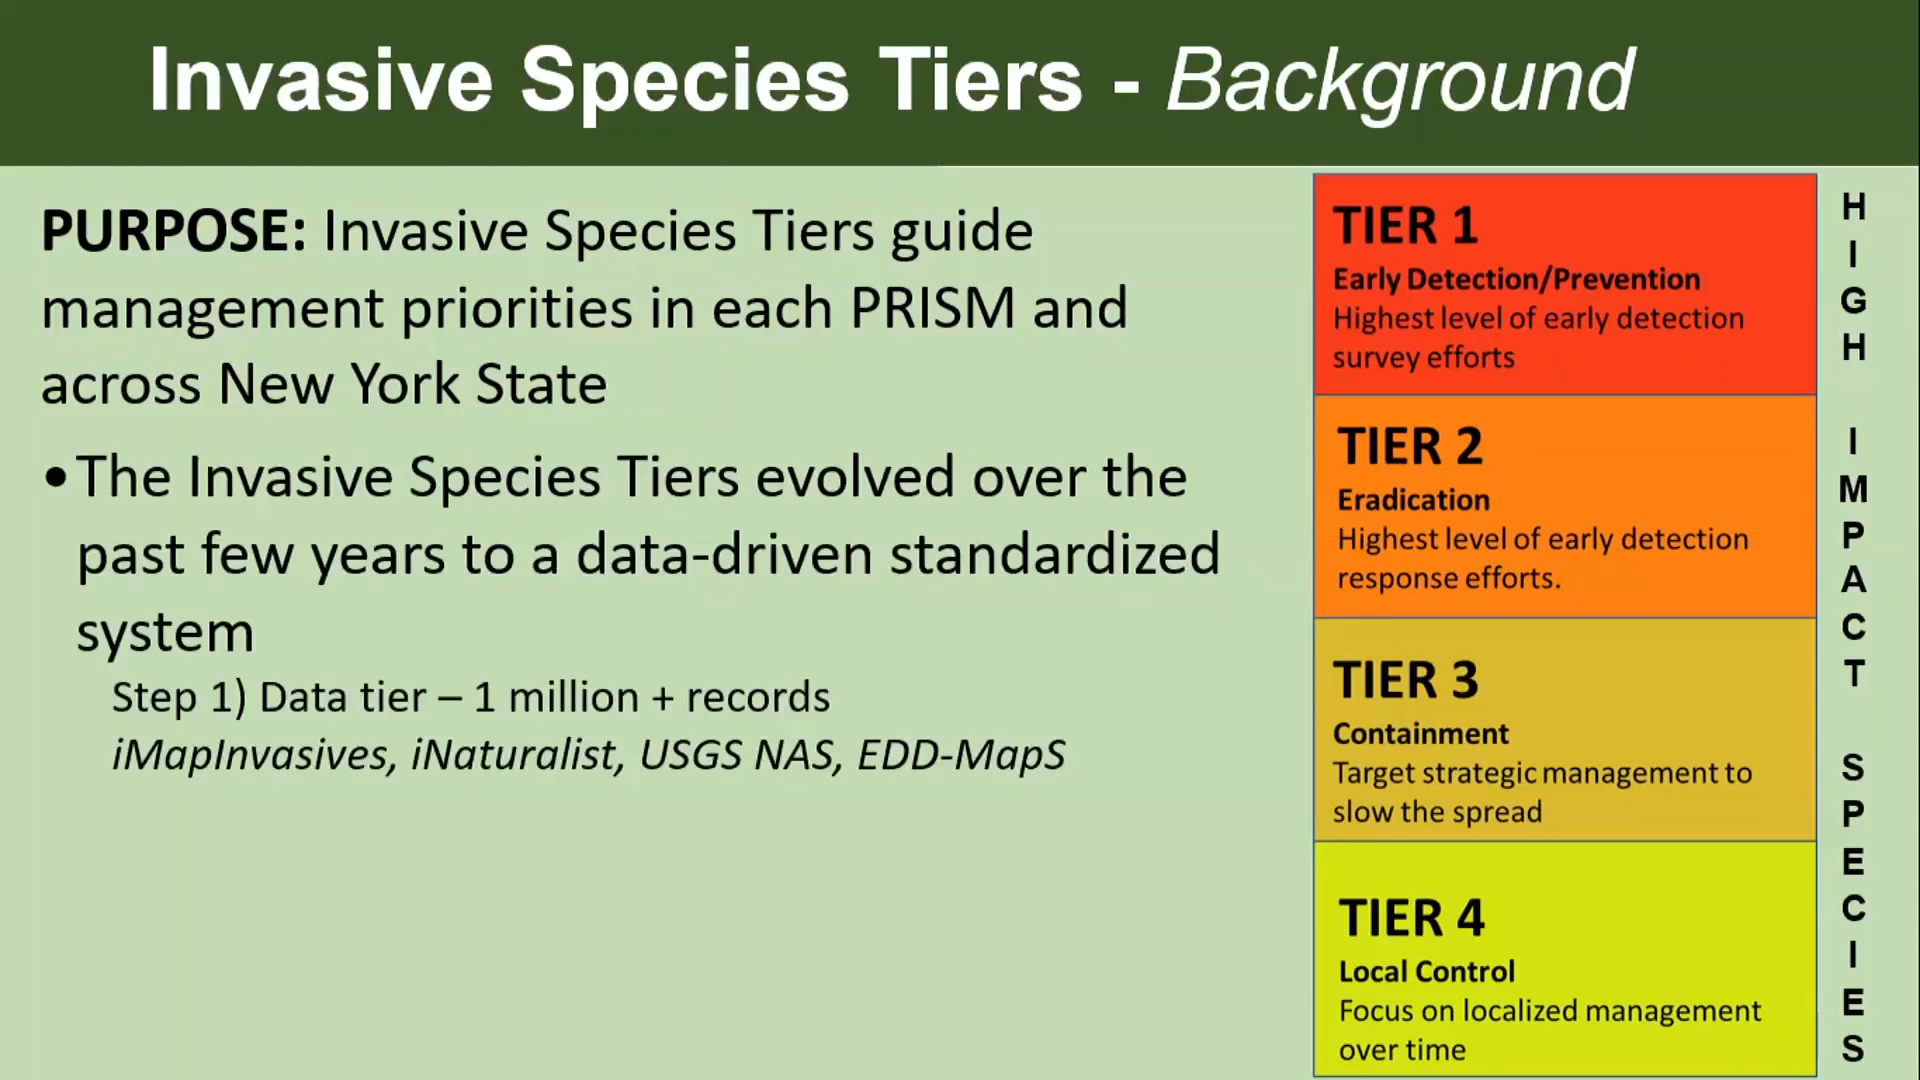 Invasive Species Tiers - Background
PURPOSE: Invasive Species Tiers guide
management priorities in each PRISM and
across New York State
•The Invasive Species Tiers evolved over the
past few years to a data-driven standardized
system
Step 1) Data tier – 1 million + records
iMapInvasives, iNaturalist, USGS NAS, EDD-MapS
TIER 1
Early Detection/Prevention
Highest level of early detection
survey efforts
TIER 2
Eradication
Highest level of early detection
response efforts.
TIER 3
Containment
Target strategic management to
slow the spread
TIER 4
Local Control
Focus on localized management
over time
HIGH IMPACT SPECIES